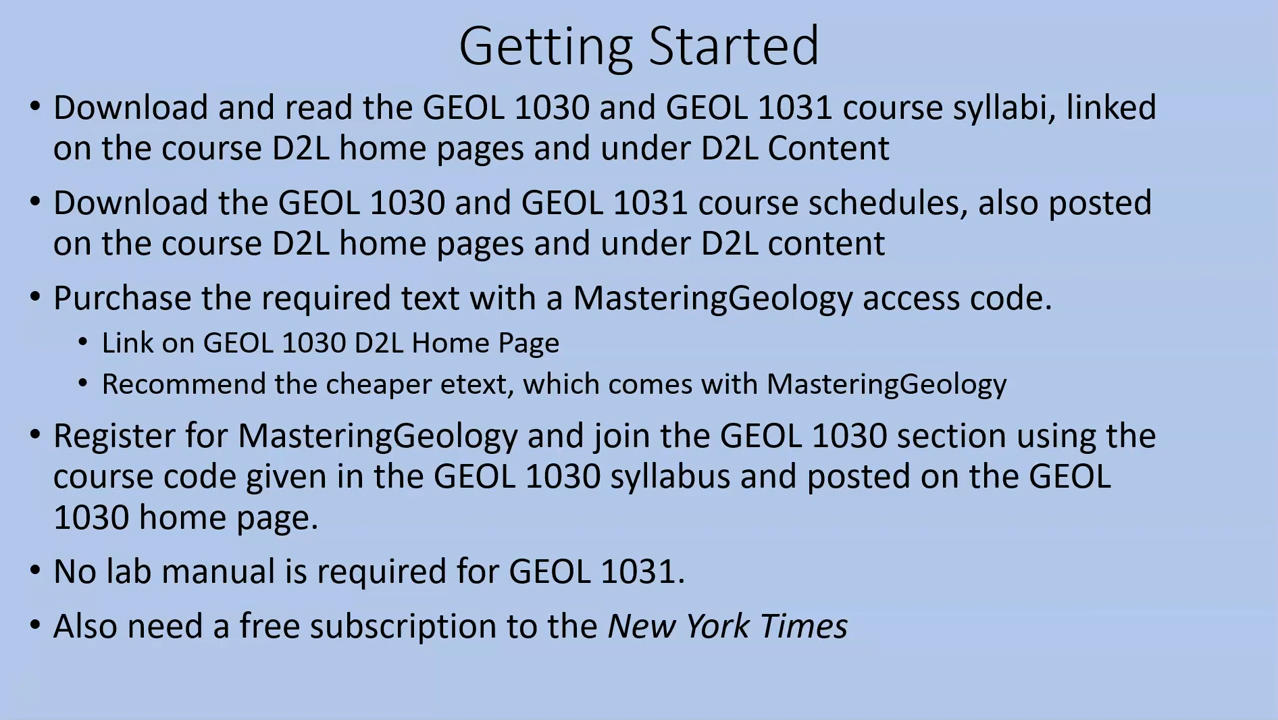 Getting Started
• Download and read the GEOL 1030 and GEOL 1031 course syllabi, linked
on the course D2L home pages and under D2L Content
• Download the GEOL 1030 and GEOL 1031 course schedules, also posted
on the course D2L home pages and under D2L content
• Purchase the required text with a MasteringGeology access code.
• Link on GEOL 1030 D2L Home Page
• Recommend the cheaper etext, which comes with MasteringGeology
• Register for MasteringGeology and join the GEOL 1030 section using the
course code given in the GEOL 1030 syllabus and posted on the GEOL
1030 home page.
• No lab manual is required for GEOL 1031.
• Also need a free subscription to the New York Times